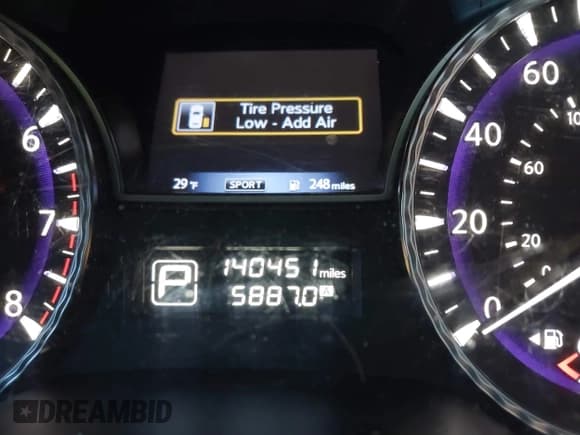 Tire Pressure
Low - Add Air
29°F SPORT 248 miles
P 140451 miles
5887.0 A
6
7
8
60
40
20
0
60
20
0
DREAMBID